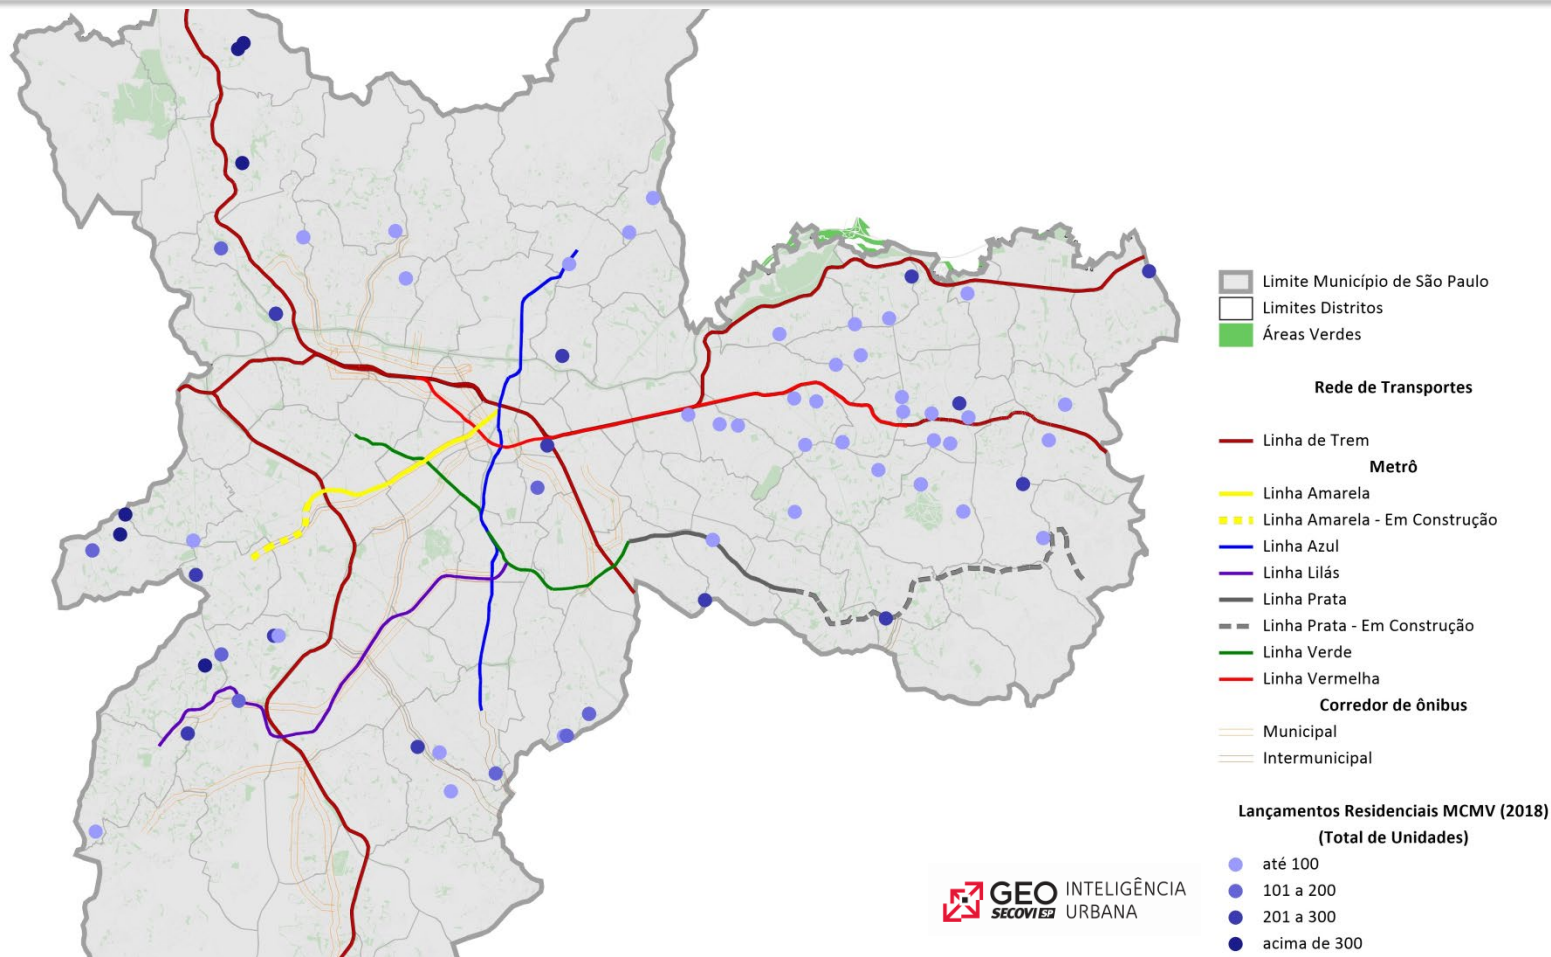 Limite Município de São Paulo
Limites Distritos
Áreas Verdes
Rede de Transportes
Linha de Trem
Metrô
Linha Amarela
Linha Amarela - Em Construção
Linha Azul
Linha Lilás
Linha Prata
Linha Prata - Em Construção
Linha Verde
Linha Vermelha
Corredor de ônibus
Municipal
Intermunicipal
Lançamentos Residenciais MCMV (2018)
(Total de Unidades)
até 100
101 a 200
201 a 300
acima de 300
GEO INTELIGÊNCIA
SECOVI SP URBANA